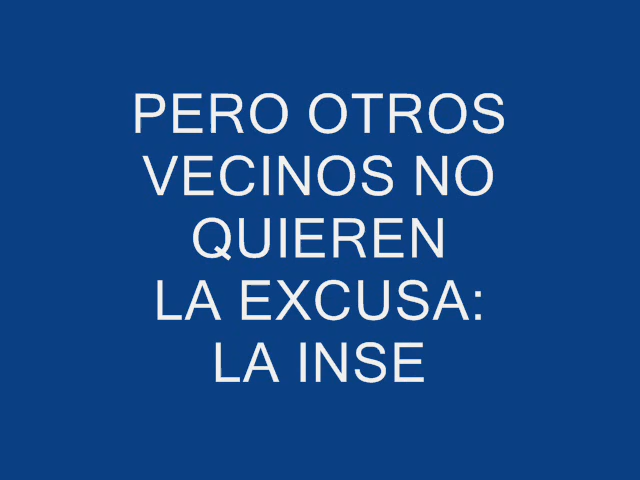 PERO OTROS
VECINOS NO
QUIEREN
LA EXCUSA:
LA INSE